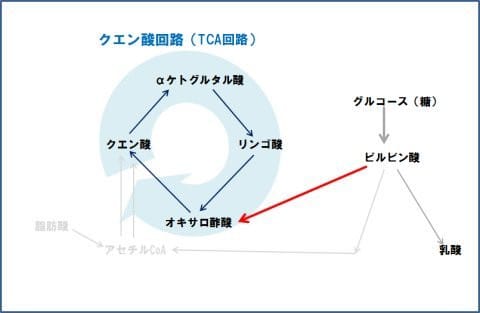 クエン酸回路（TCA回路）
αケトグルタル酸
グルコース（糖）
クエン酸
リンゴ酸
ピルビン酸
オキサロ酢酸
脂肪酸
アセチルCoA
乳酸